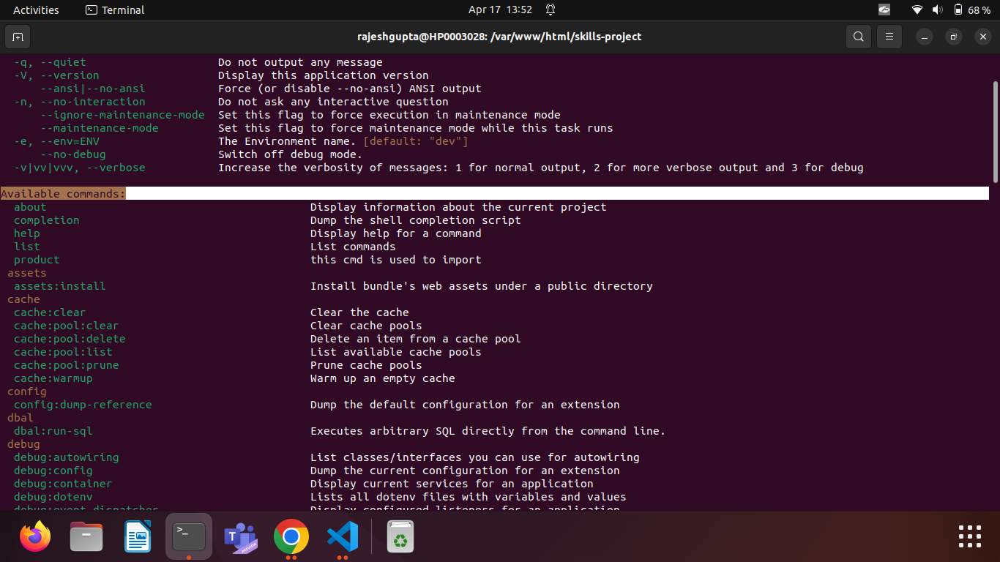 Activities Terminal Apr 17 13:52 68 %
rajeshgupta@HP0003028: /var/www/html/skills-project
-q, --quiet Do not output any message
-V, --version Display this application version
--ansi|--no-ansi Force (or disable --no-ansi) ANSI output
-n, --no-interaction Do not ask any interactive question
--ignore-maintenance-mode Set this flag to force execution in maintenance mode
--maintenance-mode Set this flag to force maintenance mode while this task runs
-e, --env=ENV The Environment name. [default: "dev"]
--no-debug Switch off debug mode.
-v|vv|vvv, --verbose Increase the verbosity of messages: 1 for normal output, 2 for more verbose output and 3 for debug
Available commands:
about Display information about the current project
completion Dump the shell completion script
help Display help for a command
list List commands
product this cmd is used to import
assets
assets:install Install bundle's web assets under a public directory
cache
cache:clear Clear the cache
cache:pool:clear Clear cache pools
cache:pool:delete Delete an item from a cache pool
cache:pool:list List available cache pools
cache:pool:prune Prune cache pools
cache:warmup Warm up an empty cache
config
config:dump-reference Dump the default configuration for an extension
dbal
dbal:run-sql Executes arbitrary SQL directly from the command line.
debug
debug:autowiring List classes/interfaces you can use for autowiring
debug:config Dump the current configuration for an extension
debug:container Display current services for an application
debug:dotenv Lists all dotenv files with variables and values
debug:event-dispatcher Display configured listeners for an application
>_ T PREVIEW